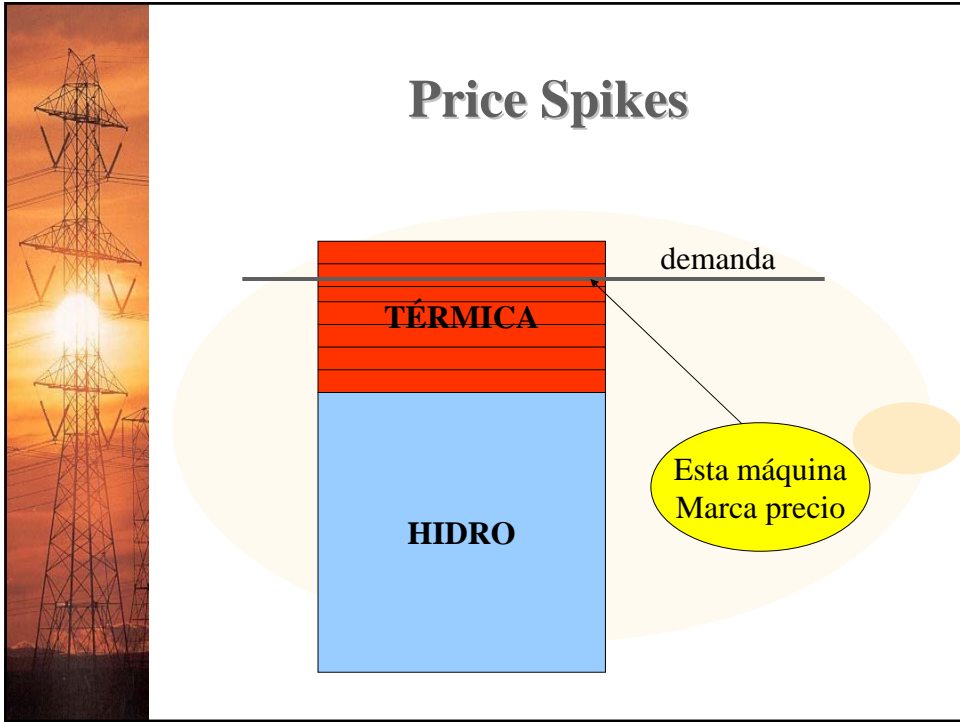 Price Spikes
demanda
TÉRMICA
Esta máquina
Marca precio
HIDRO